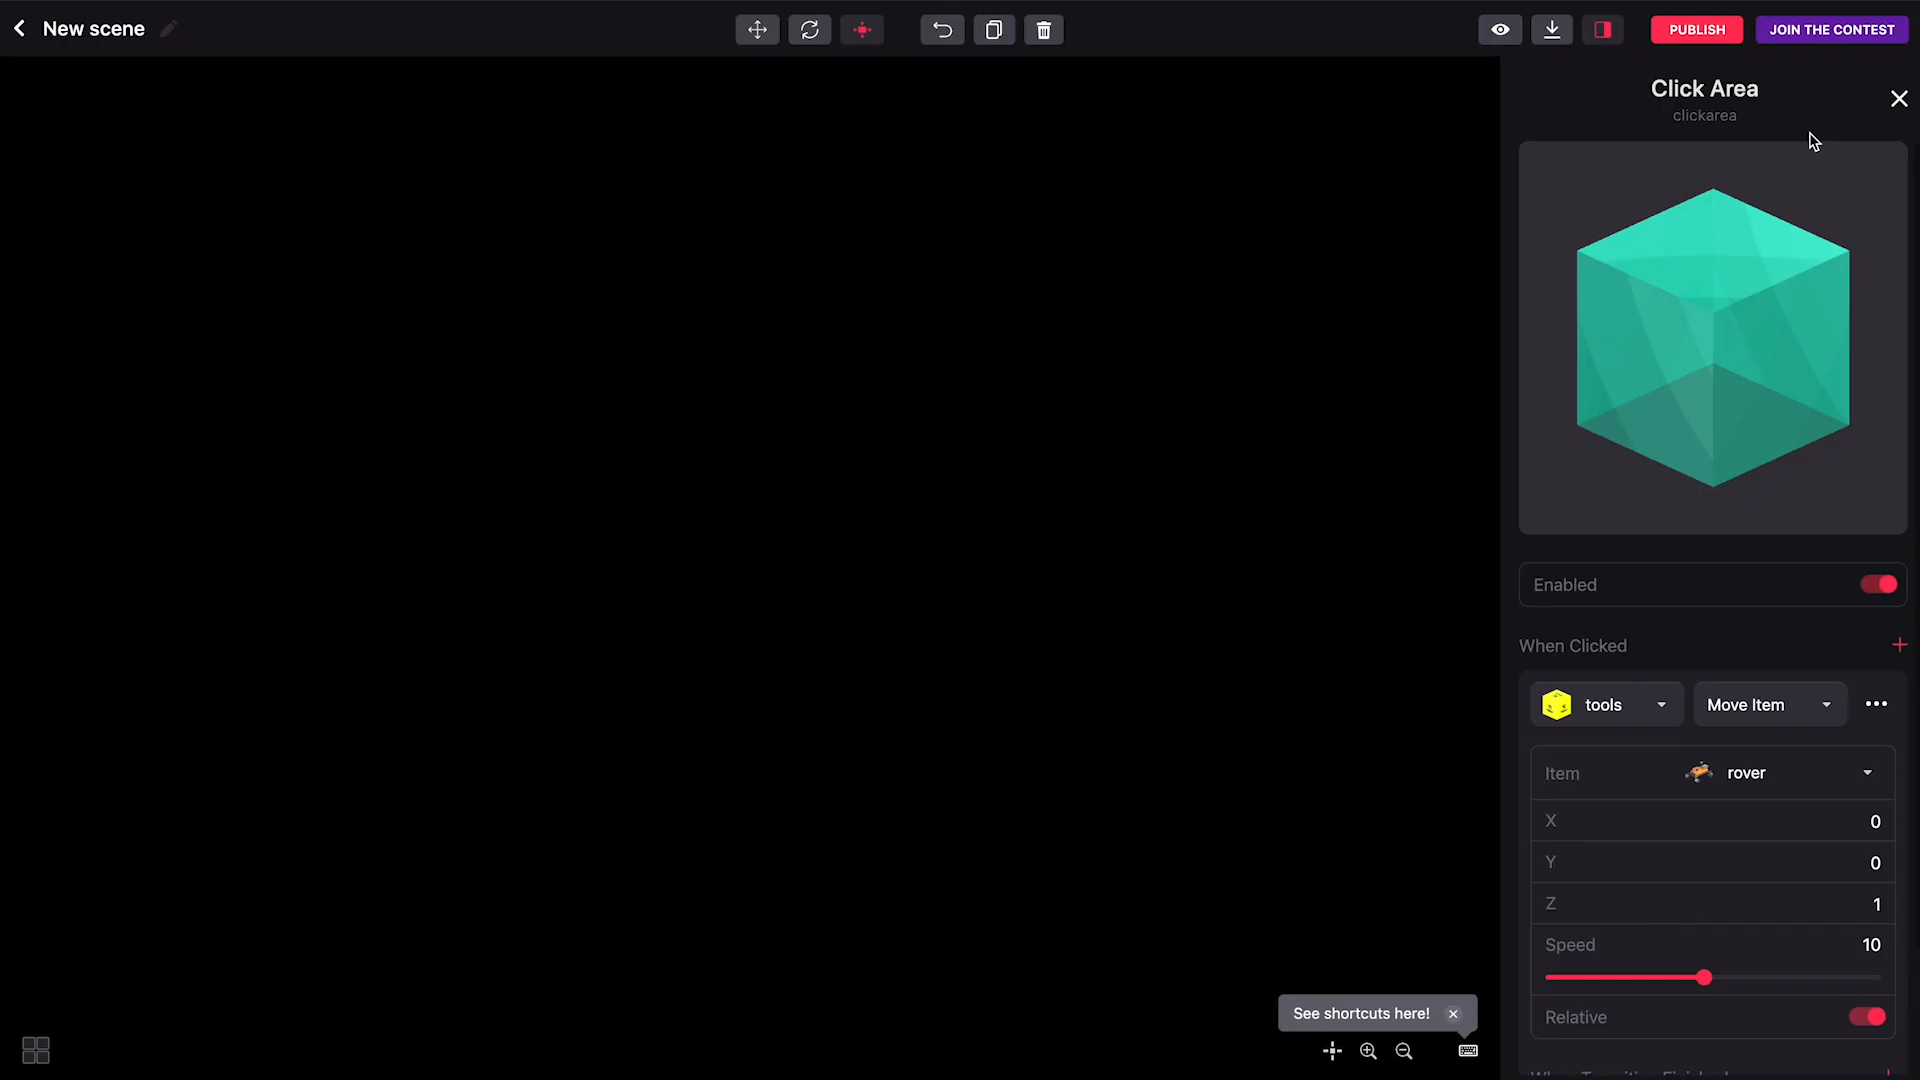 New scene
PUBLISH
JOIN THE CONTEST
Click Area
clickarea
Enabled
When Clicked
tools
Move Item
Item
rover
X
0
Y
0
Z
1
Speed
10
See shortcuts here!
Relative